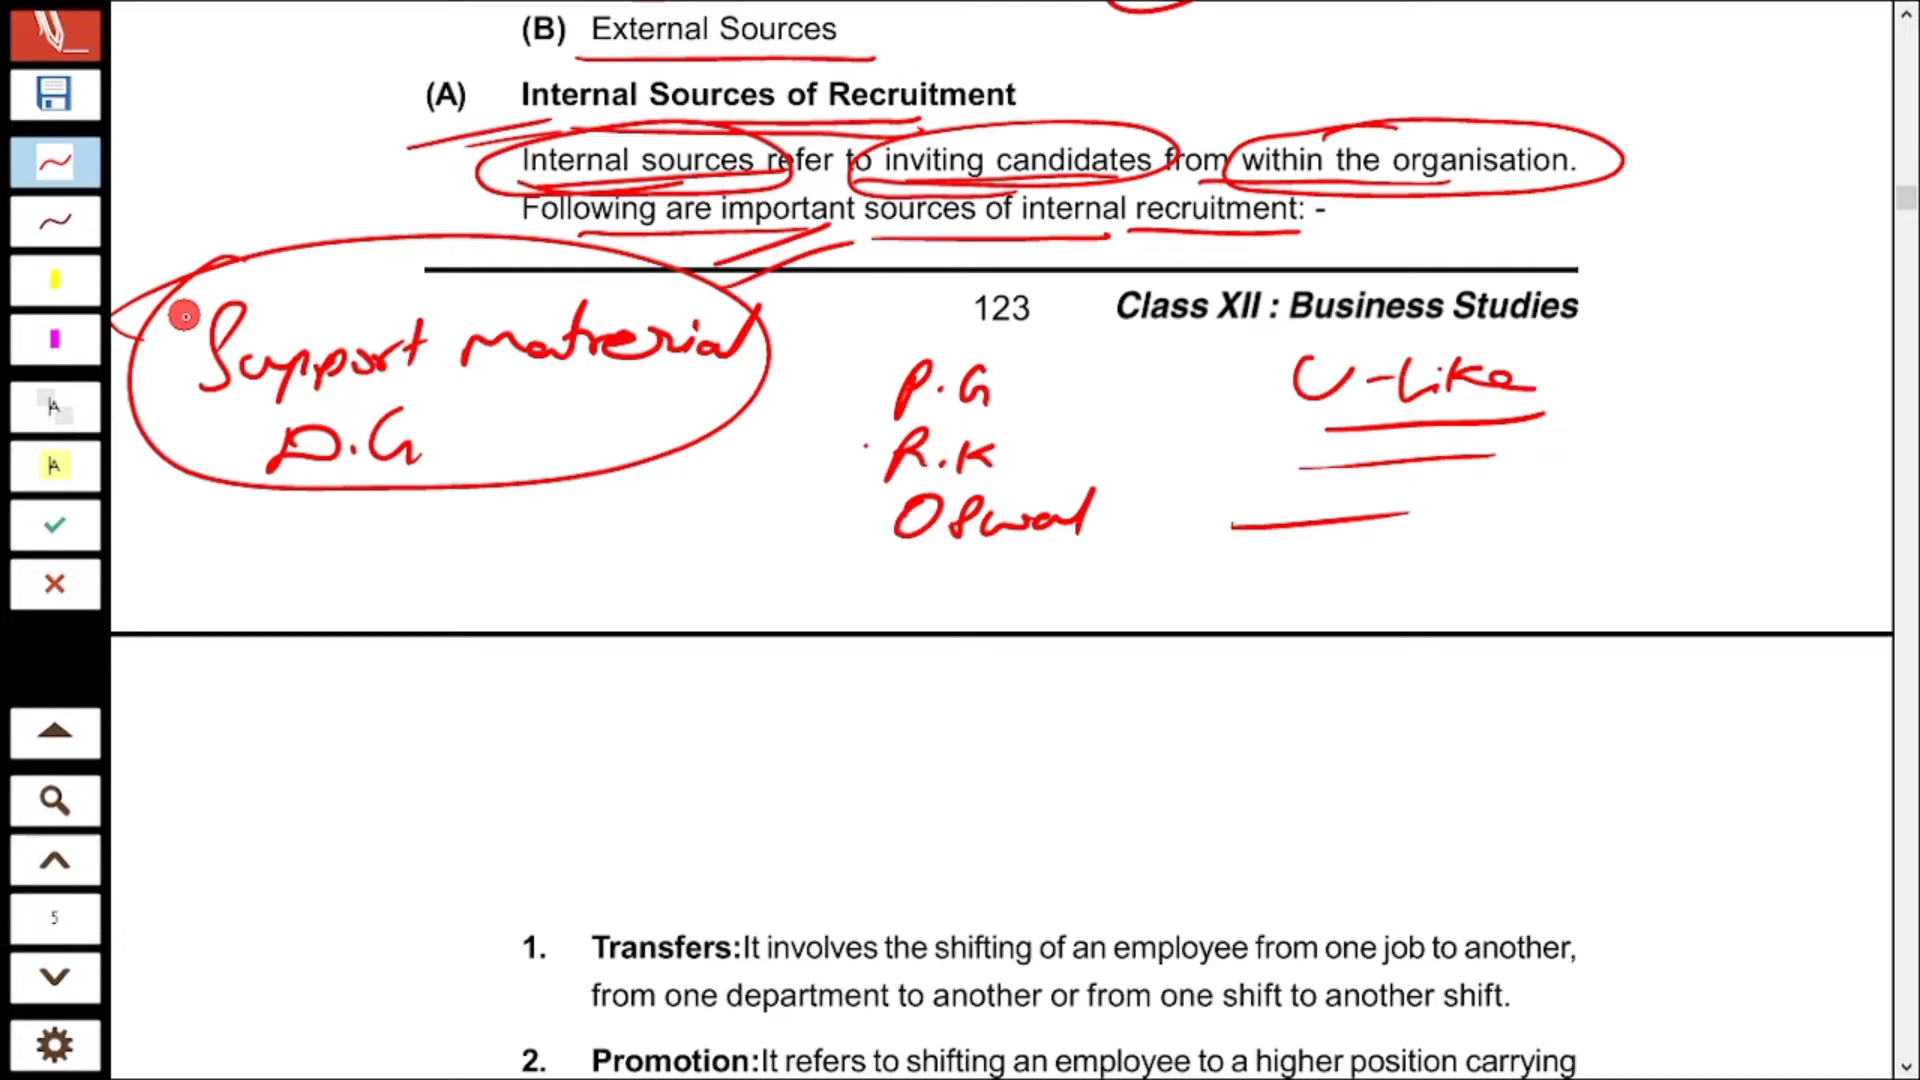 (B) External Sources
(A) Internal Sources of Recruitment
Internal sources refer to inviting candidates from within the organisation.
Following are important sources of internal recruitment: -
123 Class XII : Business Studies
Support matrerial
D.G
P.G
R.K
Oswal
U-Like
5
1. Transfers:It involves the shifting of an employee from one job to another,
from one department to another or from one shift to another shift.
2. Promotion:It refers to shifting an employee to a higher position carrying